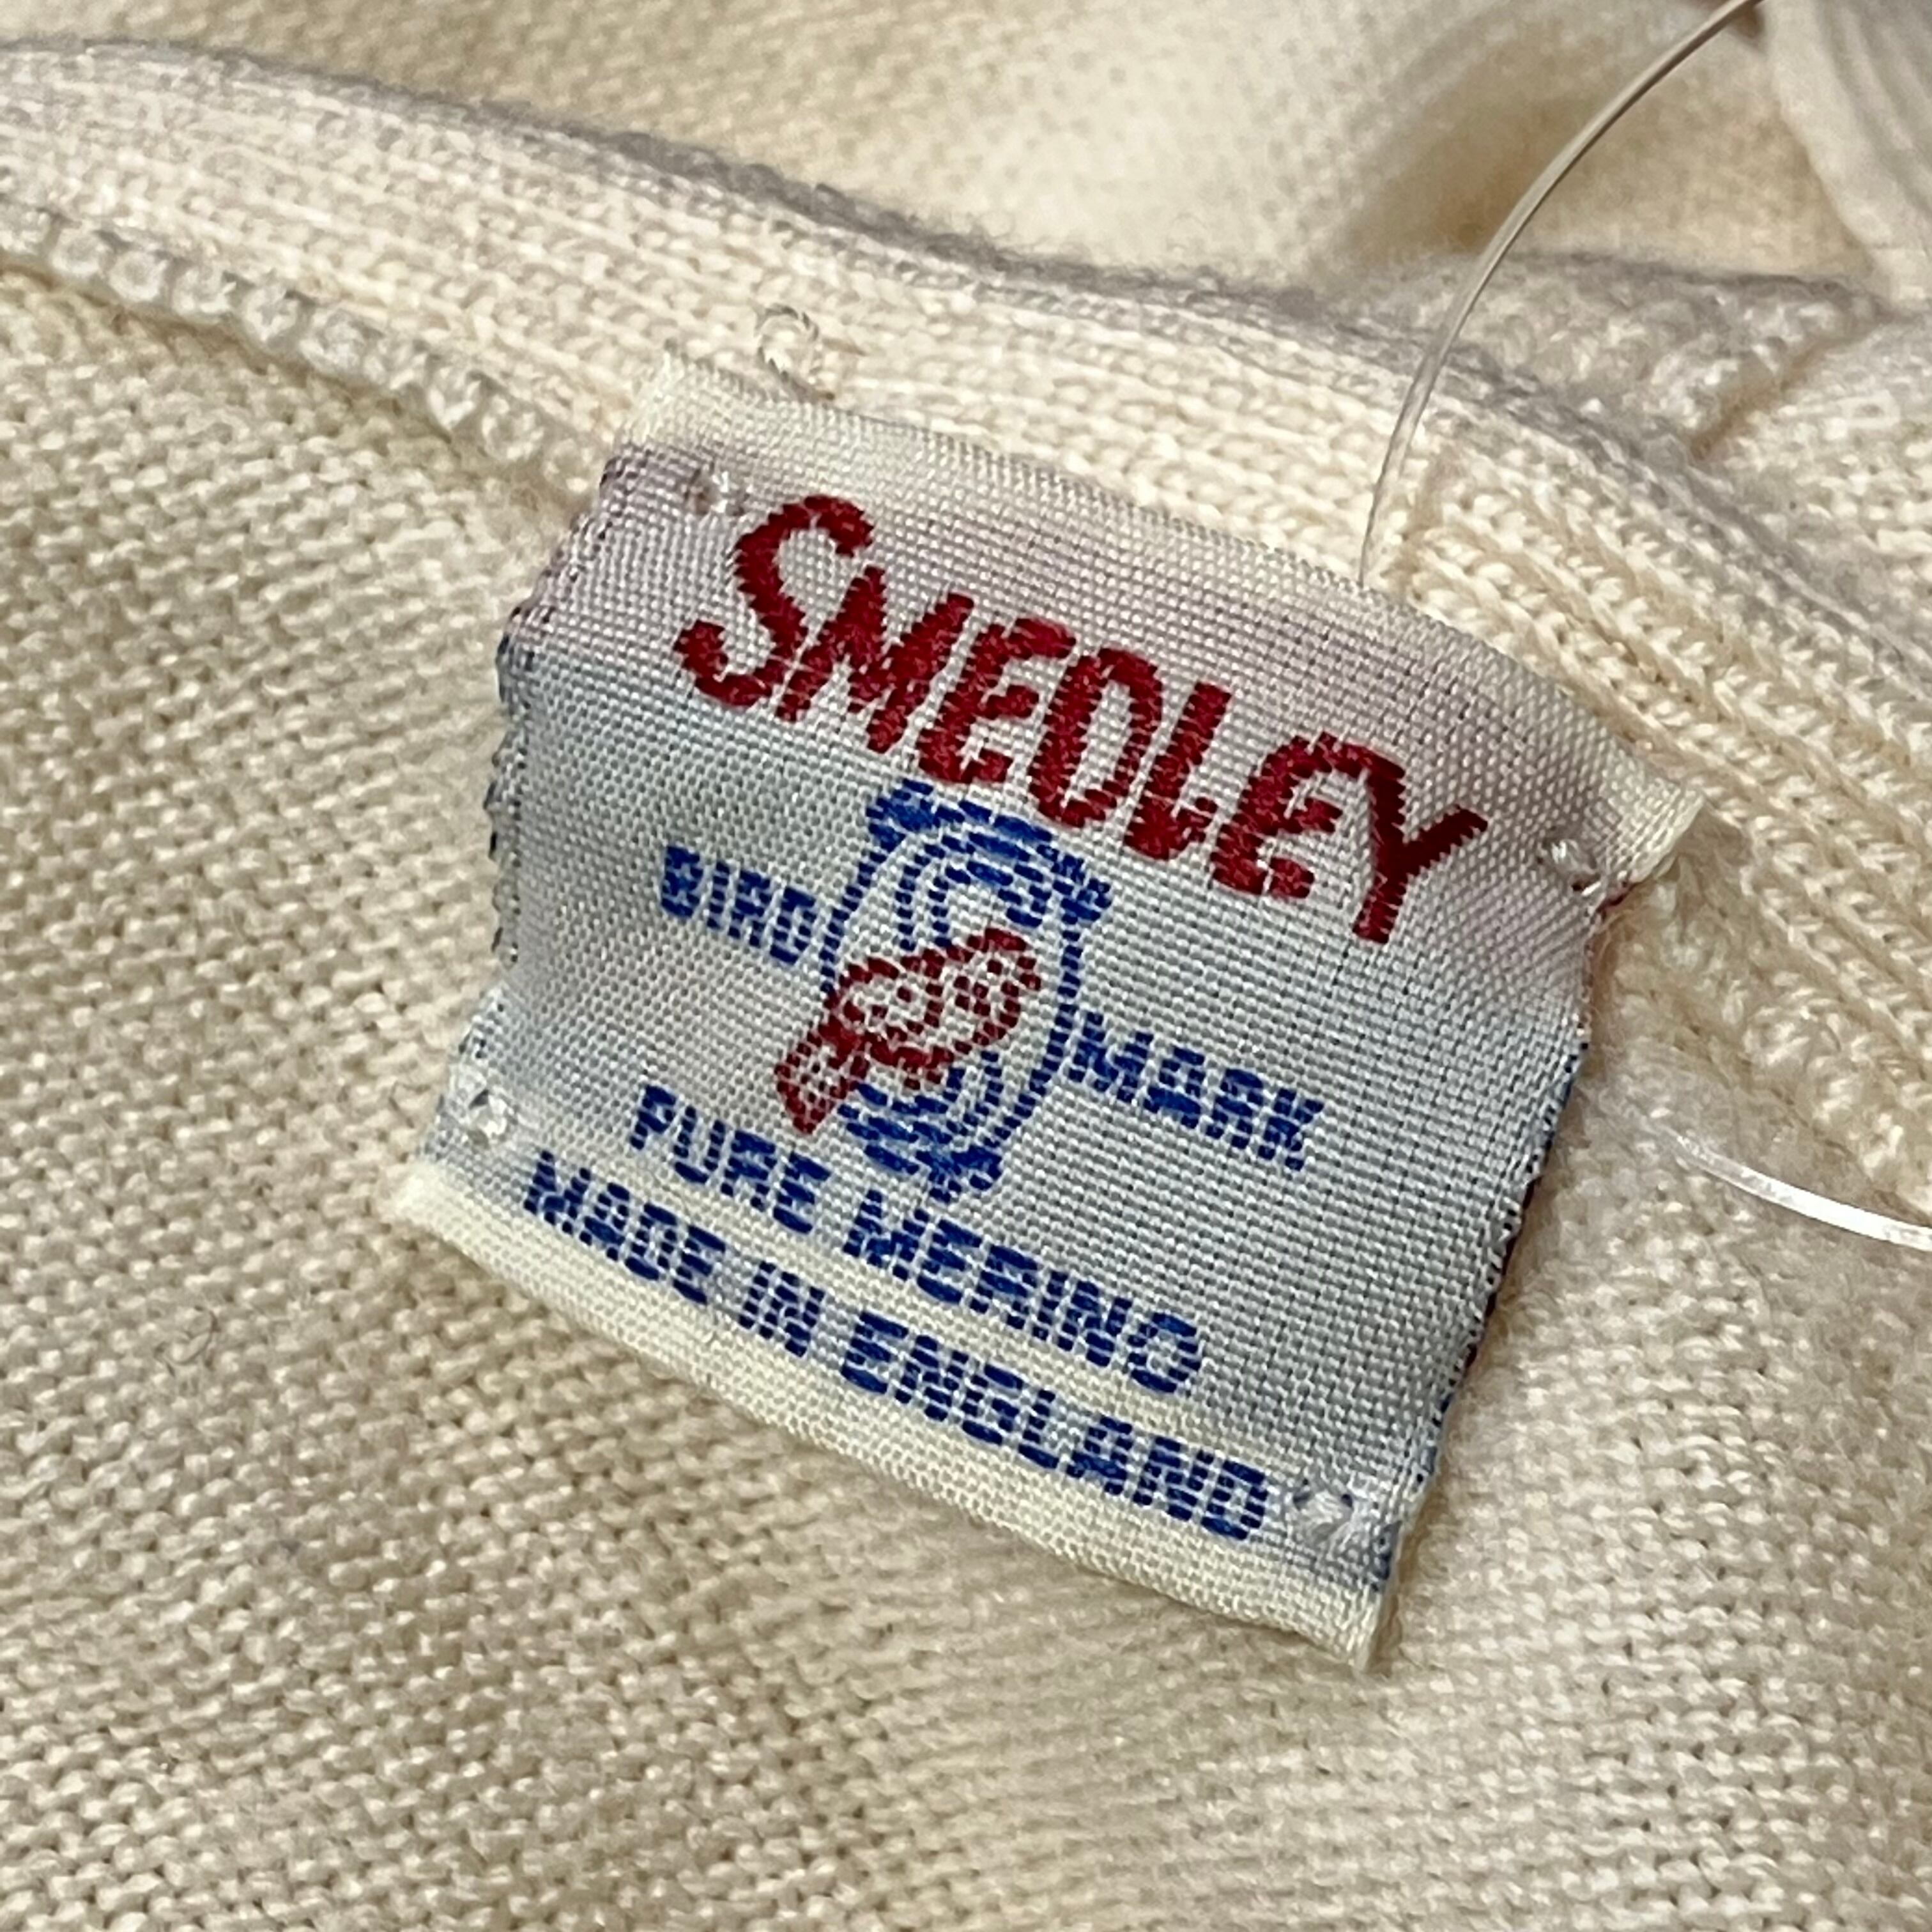 SMEDLEY
BIRD MARK
PURE MERINO
MADE IN ENGLAND